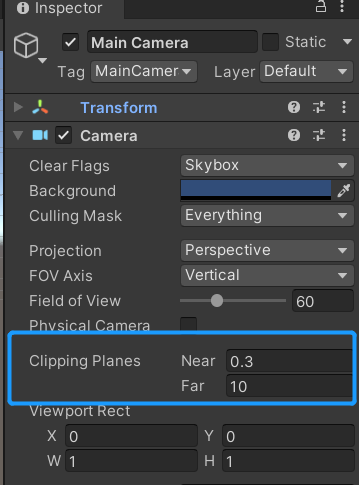 Inspector
Main Camera Static
Tag MainCamer Layer Default
Transform
Camera
Clear Flags Skybox
Background
Culling Mask Everything
Projection Perspective
FOV Axis Vertical
Field of View 60
Physical Camera
Clipping Planes Near 0.3
Far 10
Viewport Rect
X 0 Y 0
W 1 H 1